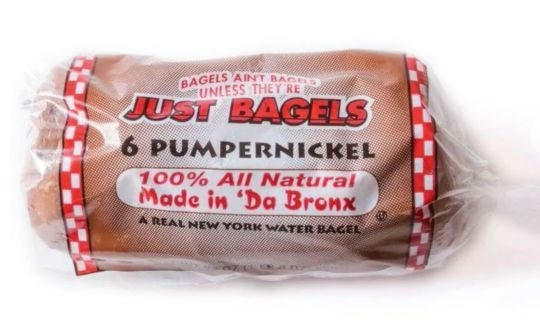 BAGELS AIN'T BAGELS
UNLESS THEY'RE
JUST BAGELS
6 PUMPERNICKEL
100% All Natural
Made in 'Da Bronx
A REAL NEW YORK WATER BAGEL